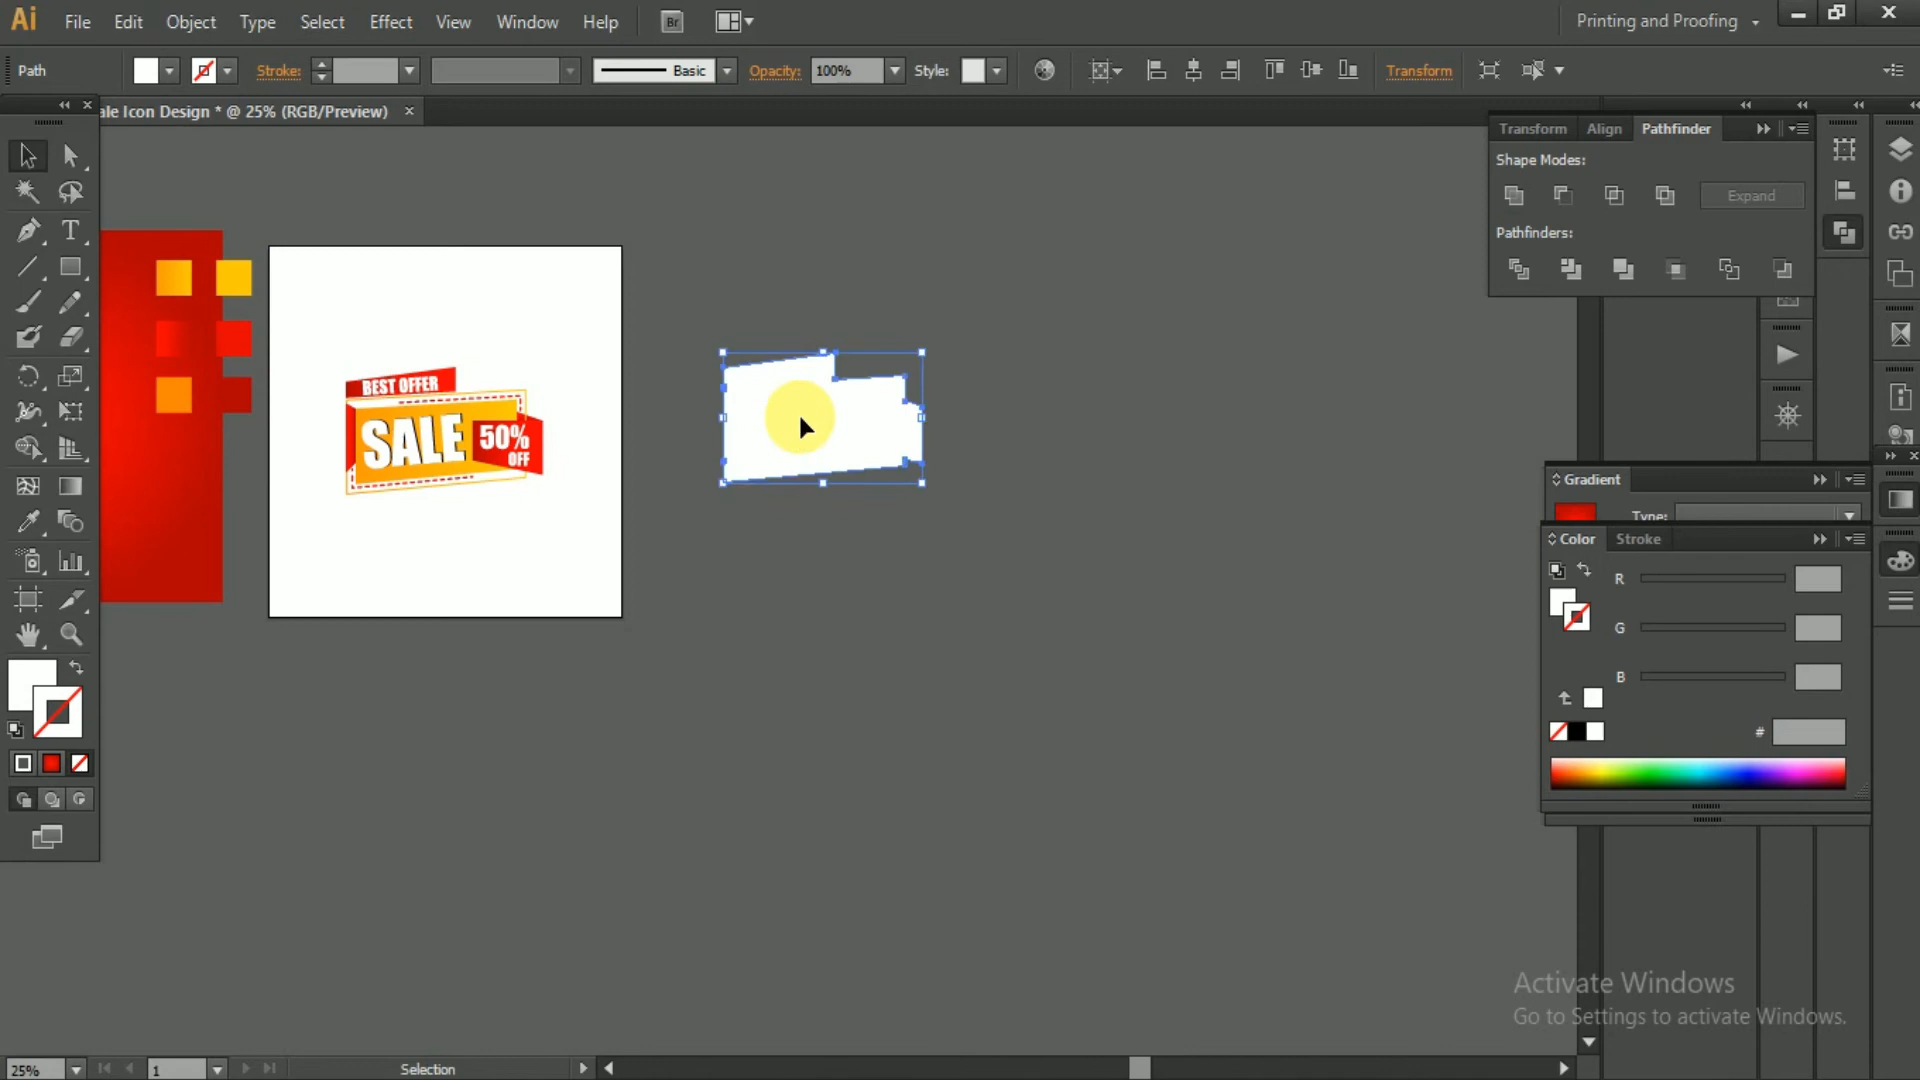 Ai File Edit Object Type Select Effect View Window Help Br Printing and Proofing
Path Stroke: Basic Opacity: 100% Style: Transform
ale Icon Design * @ 25% (RGB/Preview) ×
Transform Align Pathfinder
Shape Modes:
Expand
Pathfinders:
BEST OFFER
SALE 50%
OFF
Gradient
Type:
Color Stroke
R
G
B
#
Activate Windows
Go to Settings to activate Windows.
25% 1 Selection